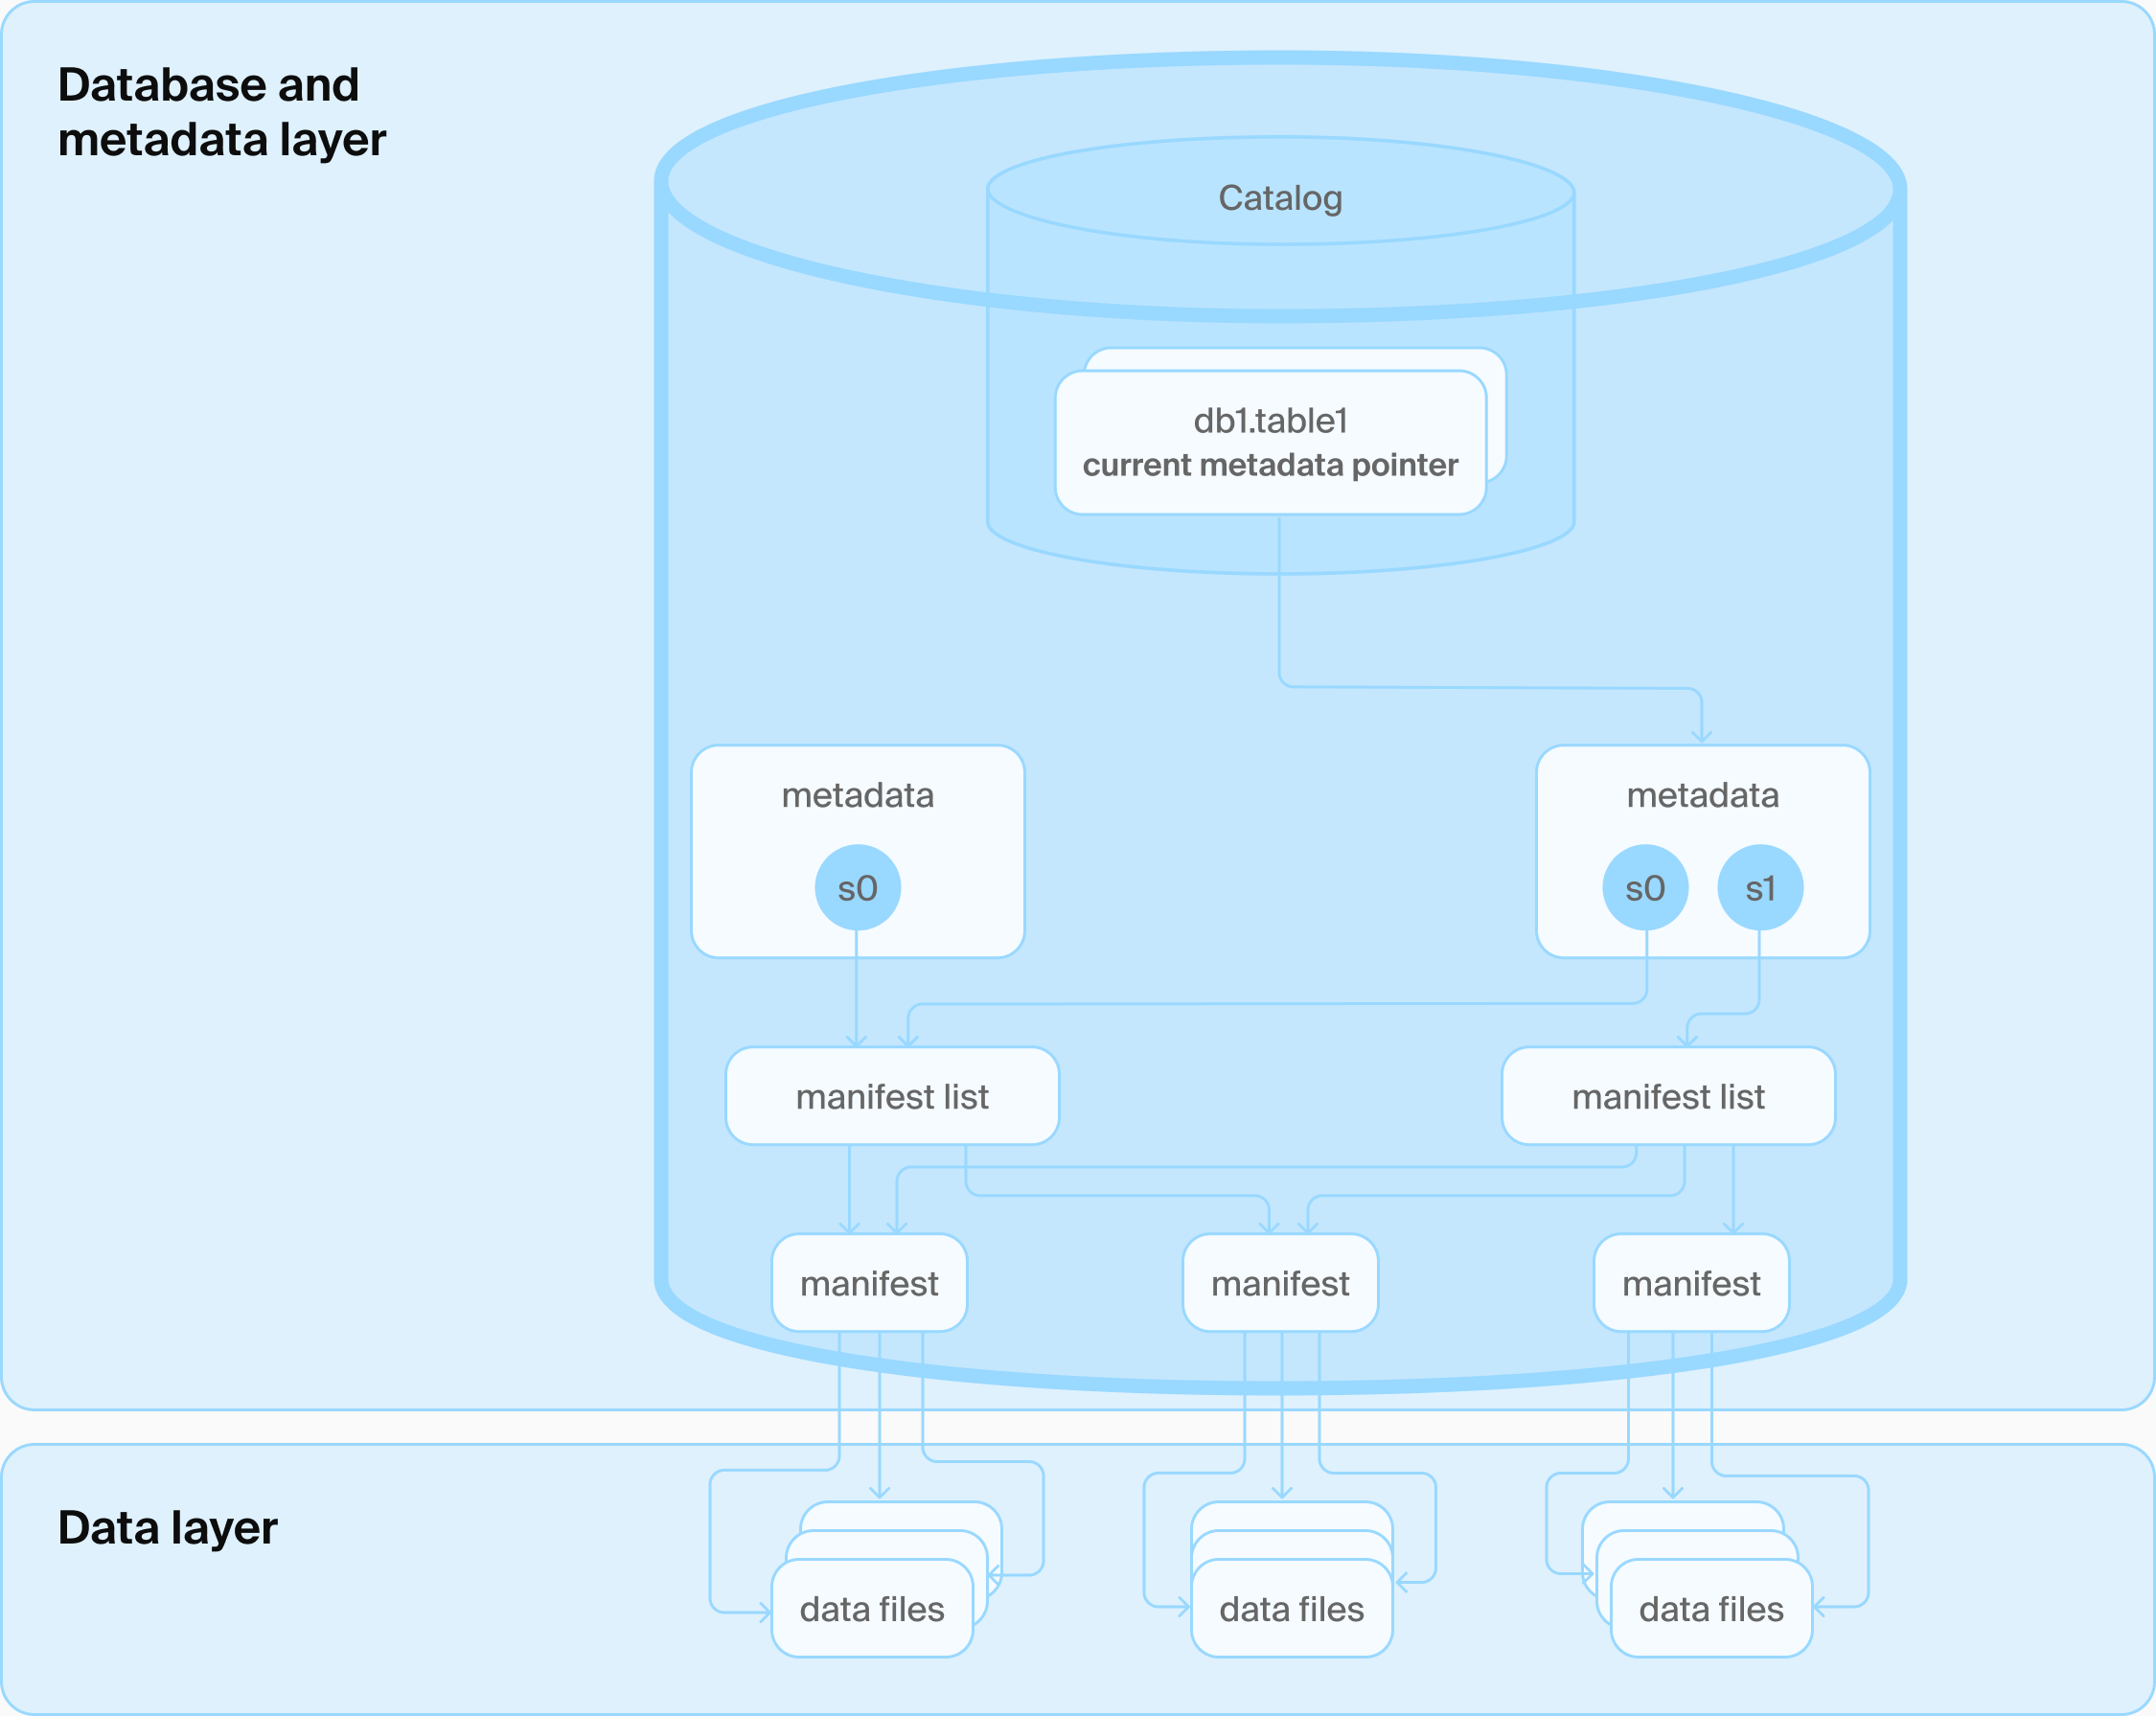 Database and
metadata layer
Catalog
db1.table1
current metadata pointer
metadata
s0
metadata
s0
s1
manifest list
manifest list
manifest
manifest
manifest
Data layer
data files
data files
data files